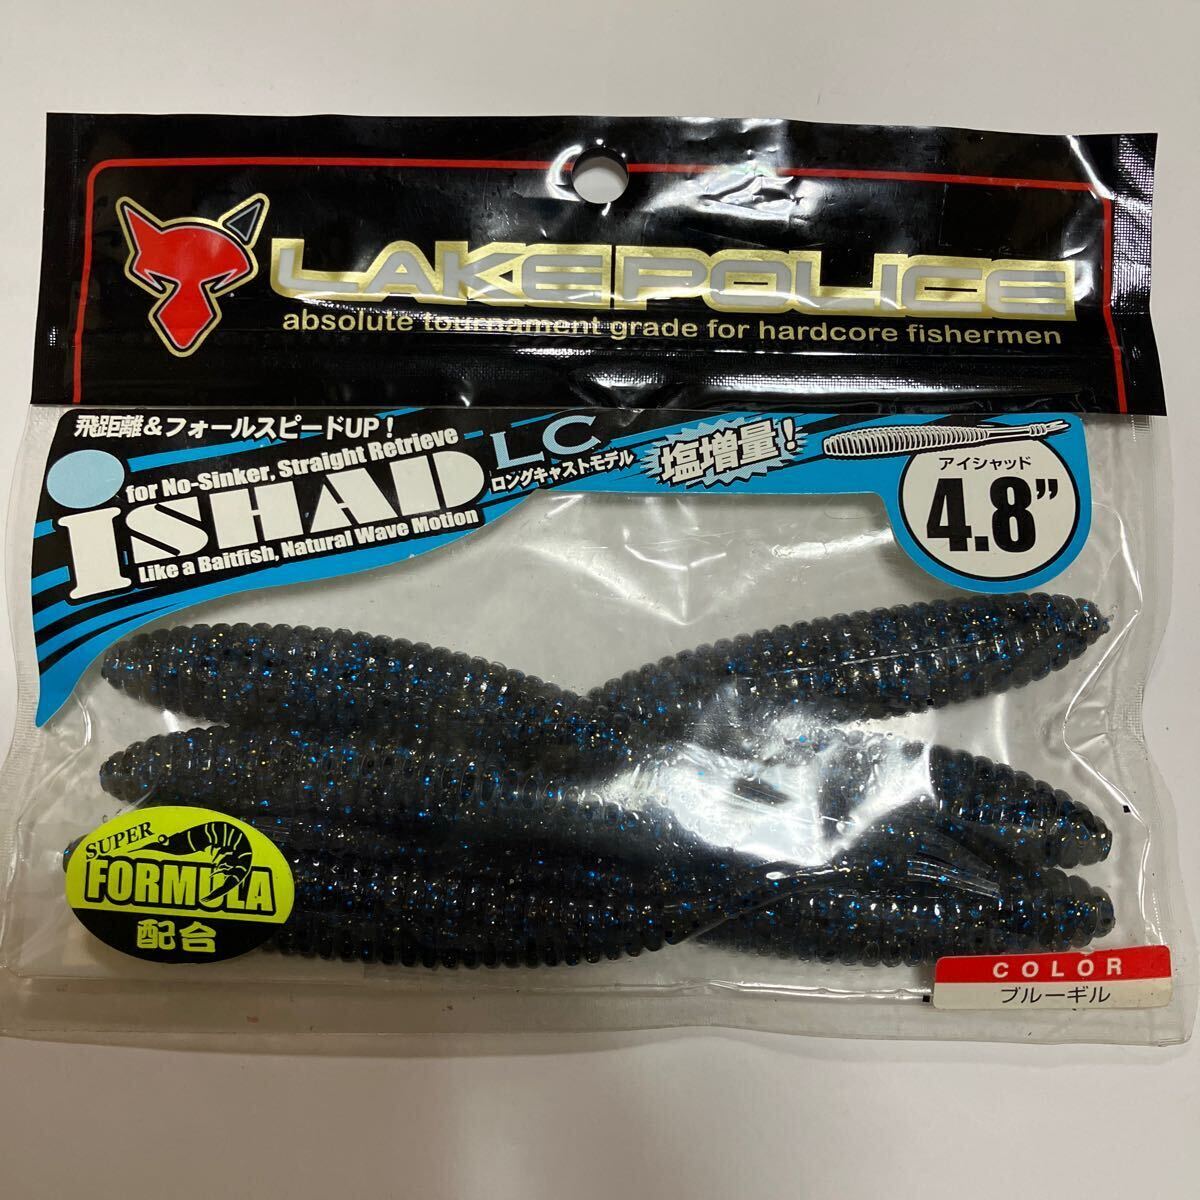 LAKE POLICE
absolute tournament grade for hardcore fishermen
飛距離&フォールスピードUP!
for No-Sinker, Straight Retrieve
iSHAD LC
ロングキャストモデル
塩増量!
Like a Baitfish, Natural Wave Motion
アイシャッド
4.8”
SUPER
FORMULA
配合
COLOR
ブルーギル